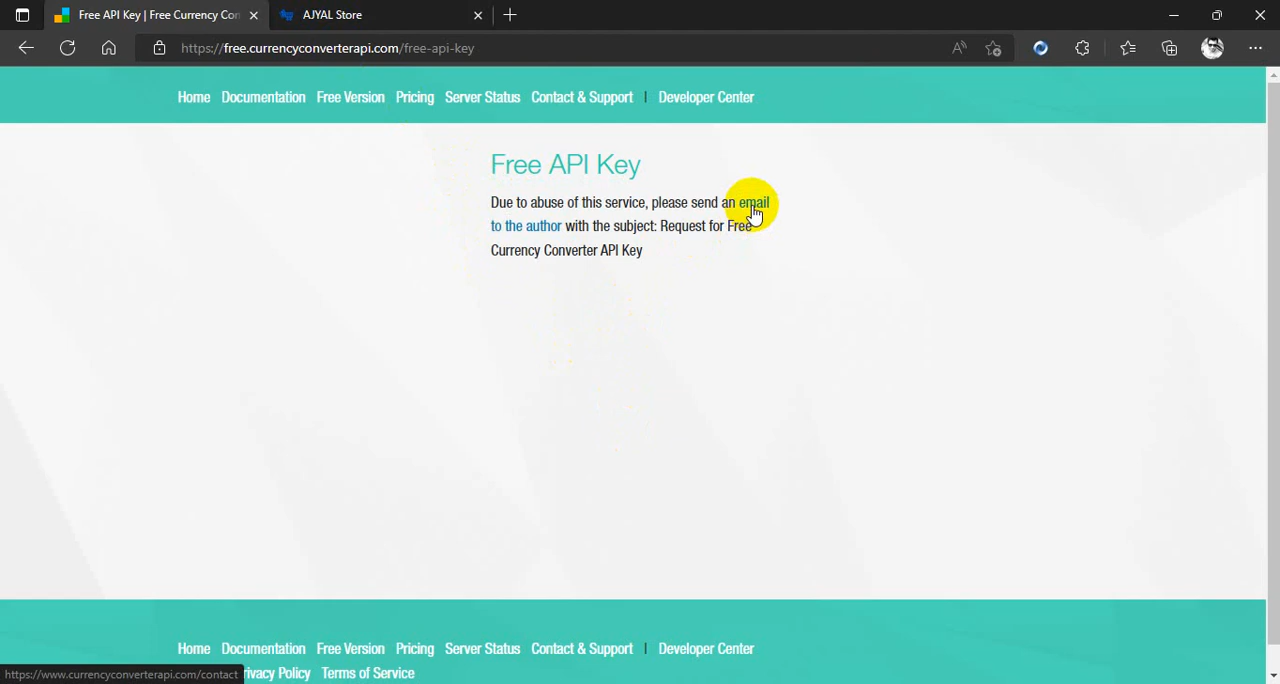 Free API Key | Free Currency Con
AJYAL Store
https://free.currencyconverterapi.com/free-api-key
Home Documentation Free Version Pricing Server Status Contact & Support | Developer Center
Free API Key
Due to abuse of this service, please send an email
to the author with the subject: Request for Free
Currency Converter API Key
Home Documentation Free Version Pricing Server Status Contact & Support | Developer Center
https://www.currencyconverterapi.com/contact
rivacy Policy Terms of Service